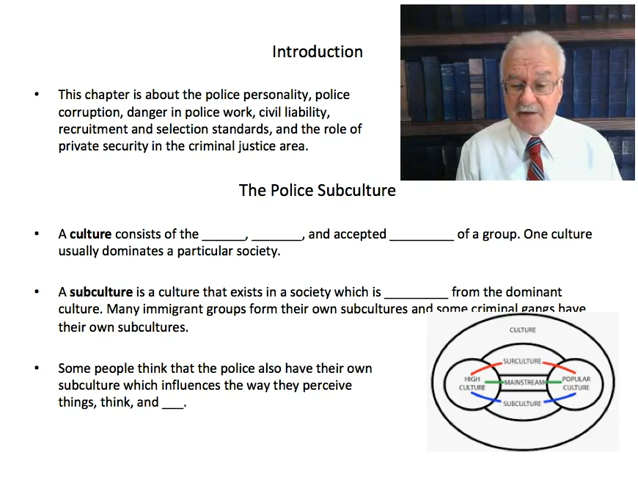 Introduction
• This chapter is about the police personality, police
corruption, danger in police work, civil liability,
recruitment and selection standards, and the role of
private security in the criminal justice area.
The Police Subculture
• A culture consists of the ______, _______, and accepted _________ of a group. One culture
usually dominates a particular society.
• A subculture is a culture that exists in a society which is _________ from the dominant
culture. Many immigrant groups form their own subcultures and some criminal gangs have
their own subcultures.
• Some people think that the police also have their own
subculture which influences the way they perceive
things, think, and ___.
CULTURE
SUBCULTURE
HIGH
CULTURE
MAINSTREAM
POPULAR
CULTURE
SUBCULTURE